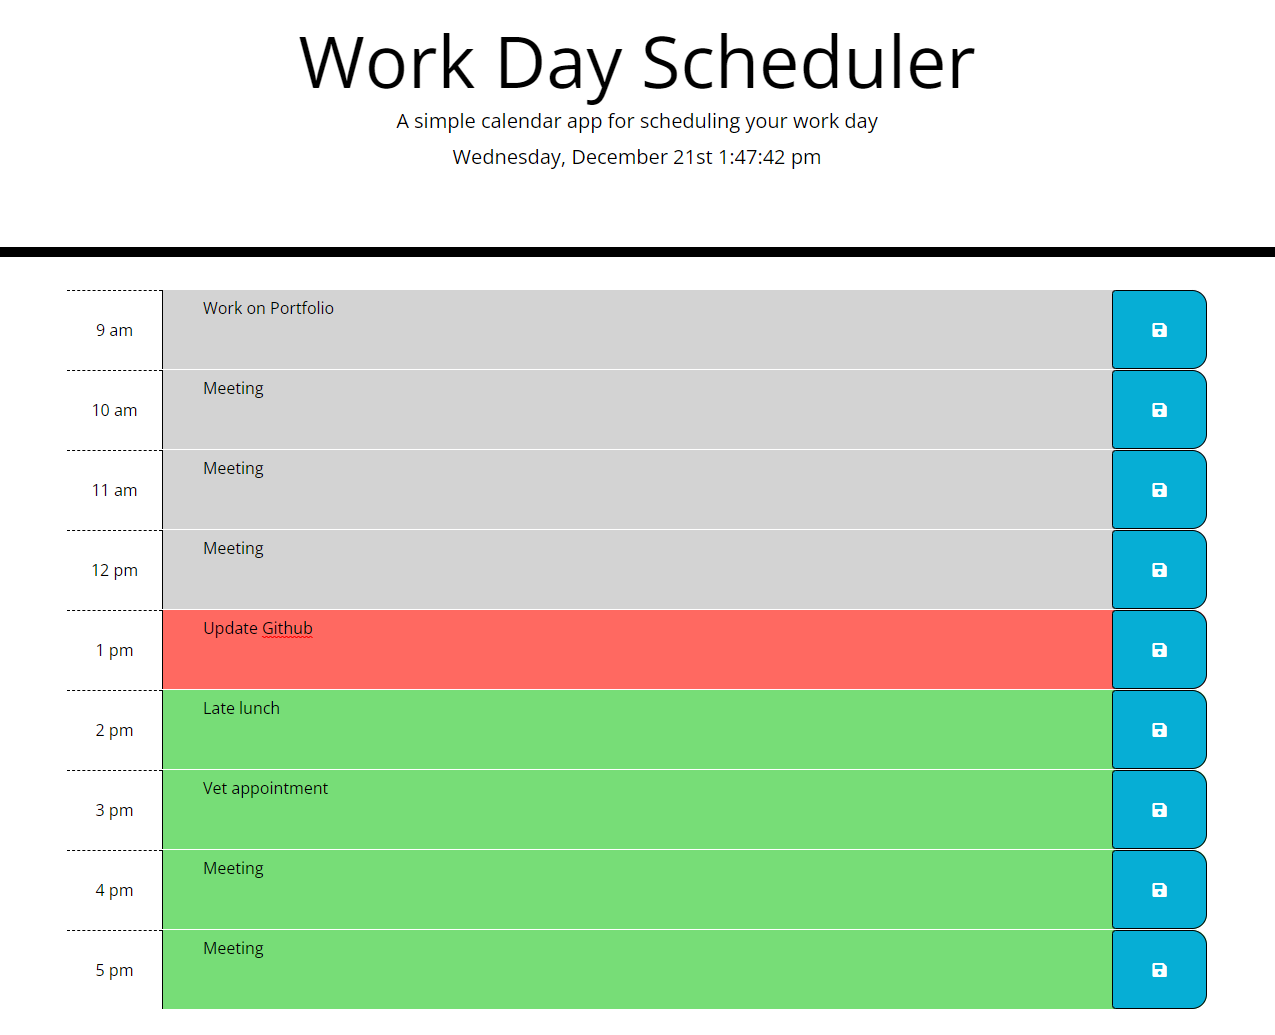 Work Day Scheduler
A simple calendar app for scheduling your work day
Wednesday, December 21st 1:47:42 pm
9 am Work on Portfolio
10 am Meeting
11 am Meeting
12 pm Meeting
1 pm Update Github
2 pm Late lunch
3 pm Vet appointment
4 pm Meeting
5 pm Meeting